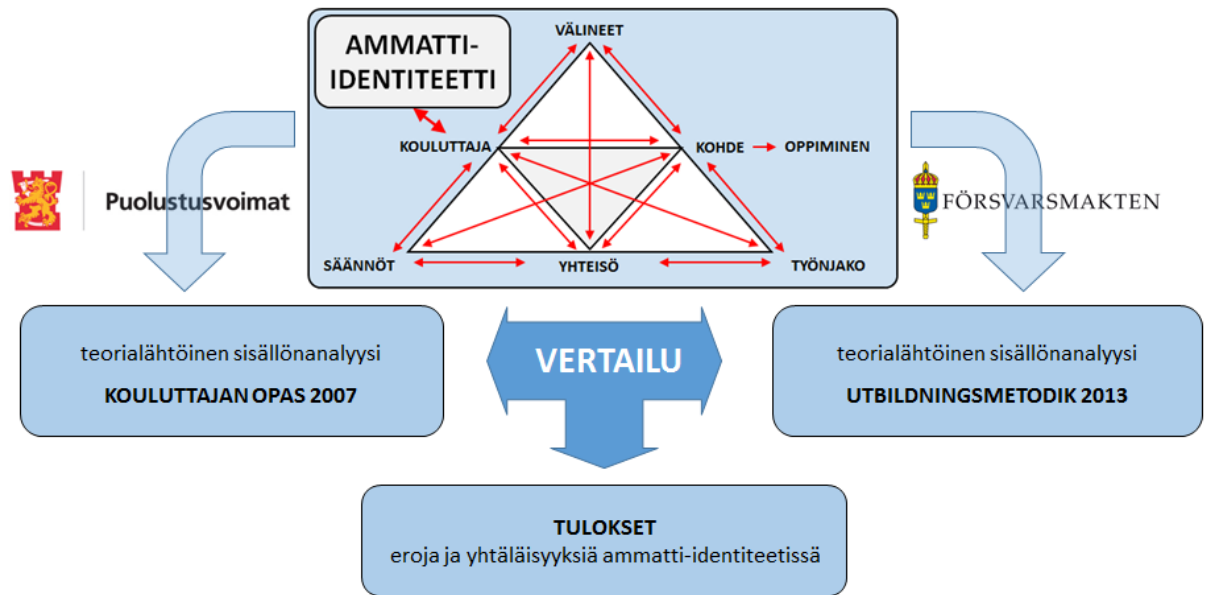 AMMATTI-
IDENTITEETTI
VÄLINEET
KOULUTTAJA
KOHDE
OPPIMINEN
SÄÄNNÖT
YHTEISÖ
TYÖNJAKO
Puolustusvoimat
FÖRSVARSMAKTEN
teorialähtöinen sisällönanalyysi
KOULUTTAJAN OPAS 2007
VERTAILU
teorialähtöinen sisällönanalyysi
UTBILDNINGSMETODIK 2013
TULOKSET
eroja ja yhtäläisyyksiä ammatti-identiteetissä